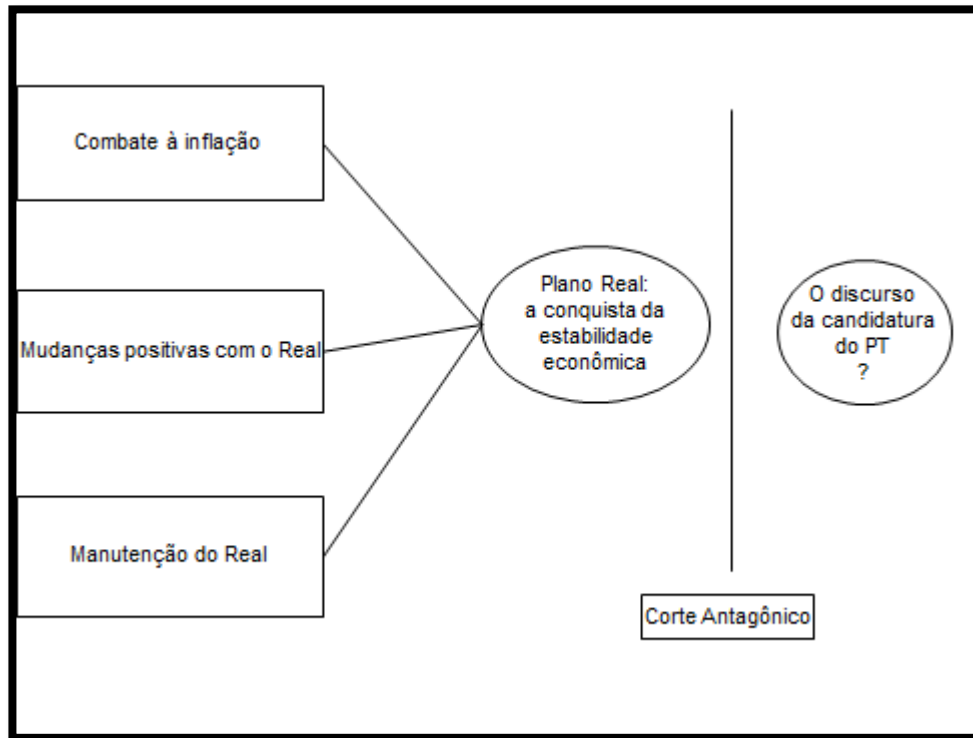 Combate à inflação
Mudanças positivas com o Real
Manutenção do Real
Plano Real:
a conquista da
estabilidade
econômica
O discurso
da candidatura
do PT
?
Corte Antagônico